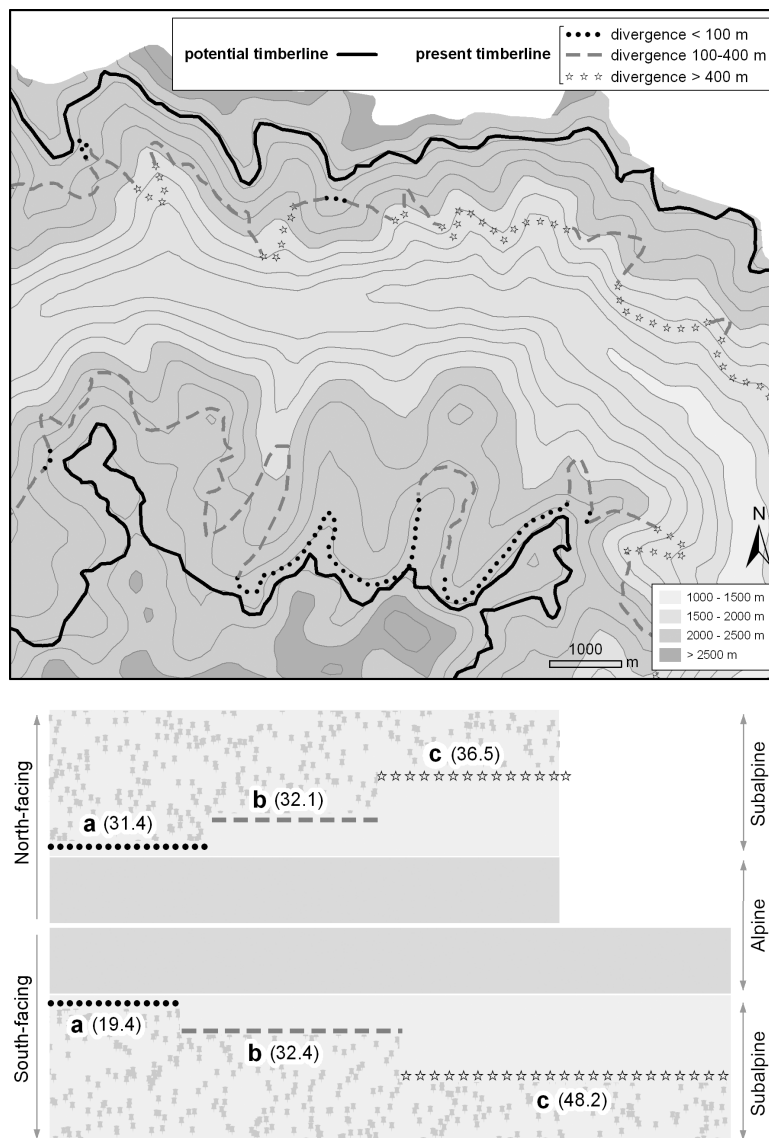 potential timberline
present timberline
divergence < 100 m
divergence 100-400 m
divergence > 400 m
N
1000 - 1500 m
1500 - 2000 m
2000 - 2500 m
> 2500 m
1000
m
North-facing
a (31.4)
b (32.1)
c (36.5)
Subalpine
Alpine
South-facing
a (19.4)
b (32.4)
c (48.2)
Subalpine